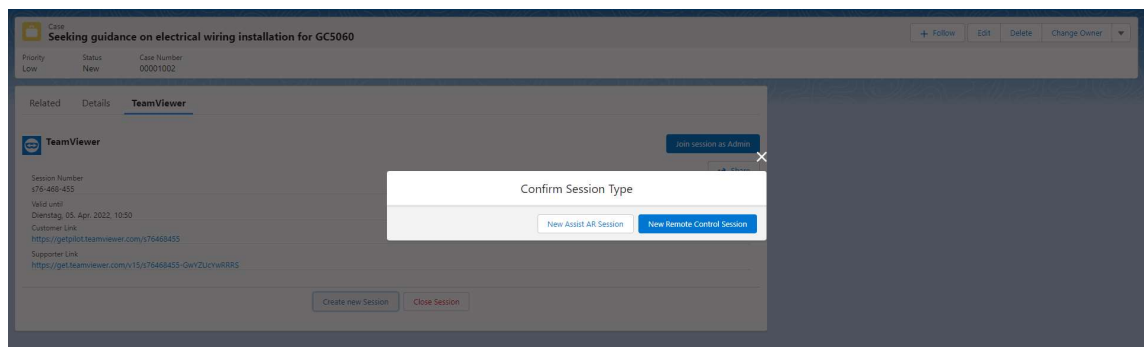 Case
Seeking guidance on electrical wiring installation for GC5060
+ Follow
Edit
Delete
Change Owner
Priority
Status
Case Number
Low
New
00001002
Related
Details
TeamViewer
TeamViewer
Join session as Admin
Share
Session Number
s76-468-455
Valid until
Dienstag, 05. Apr. 2022, 10:50
Customer Link
https://getpilot.teamviewer.com/s76468455
Supporter Link
Confirm Session Type
New Assist AR Session
New Remote Control Session
Create new Session
Close Session